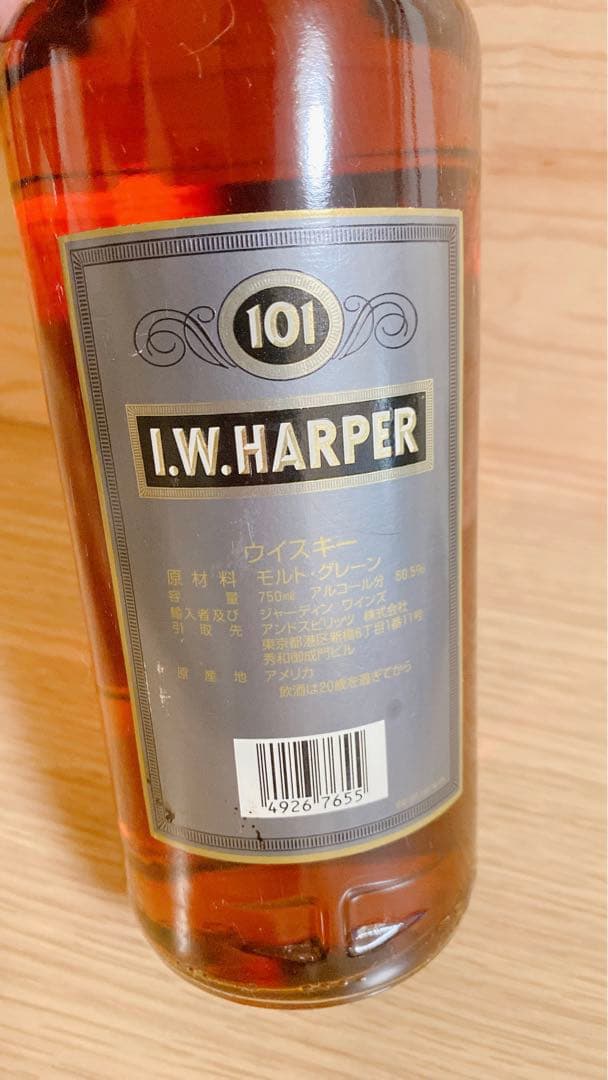 101
I.W.HARPER
ウイスキー
原材料 モルト・グレーン
容量 750ml アルコール分 50.5%
輸入者及び ジャーディン ワインズ
引取先 アンドスピリッツ 株式会社
東京都港区新橋6丁目1番11号
秀和御成門ビル
原産地 アメリカ
飲酒は20歳を過ぎてから
4926 7655